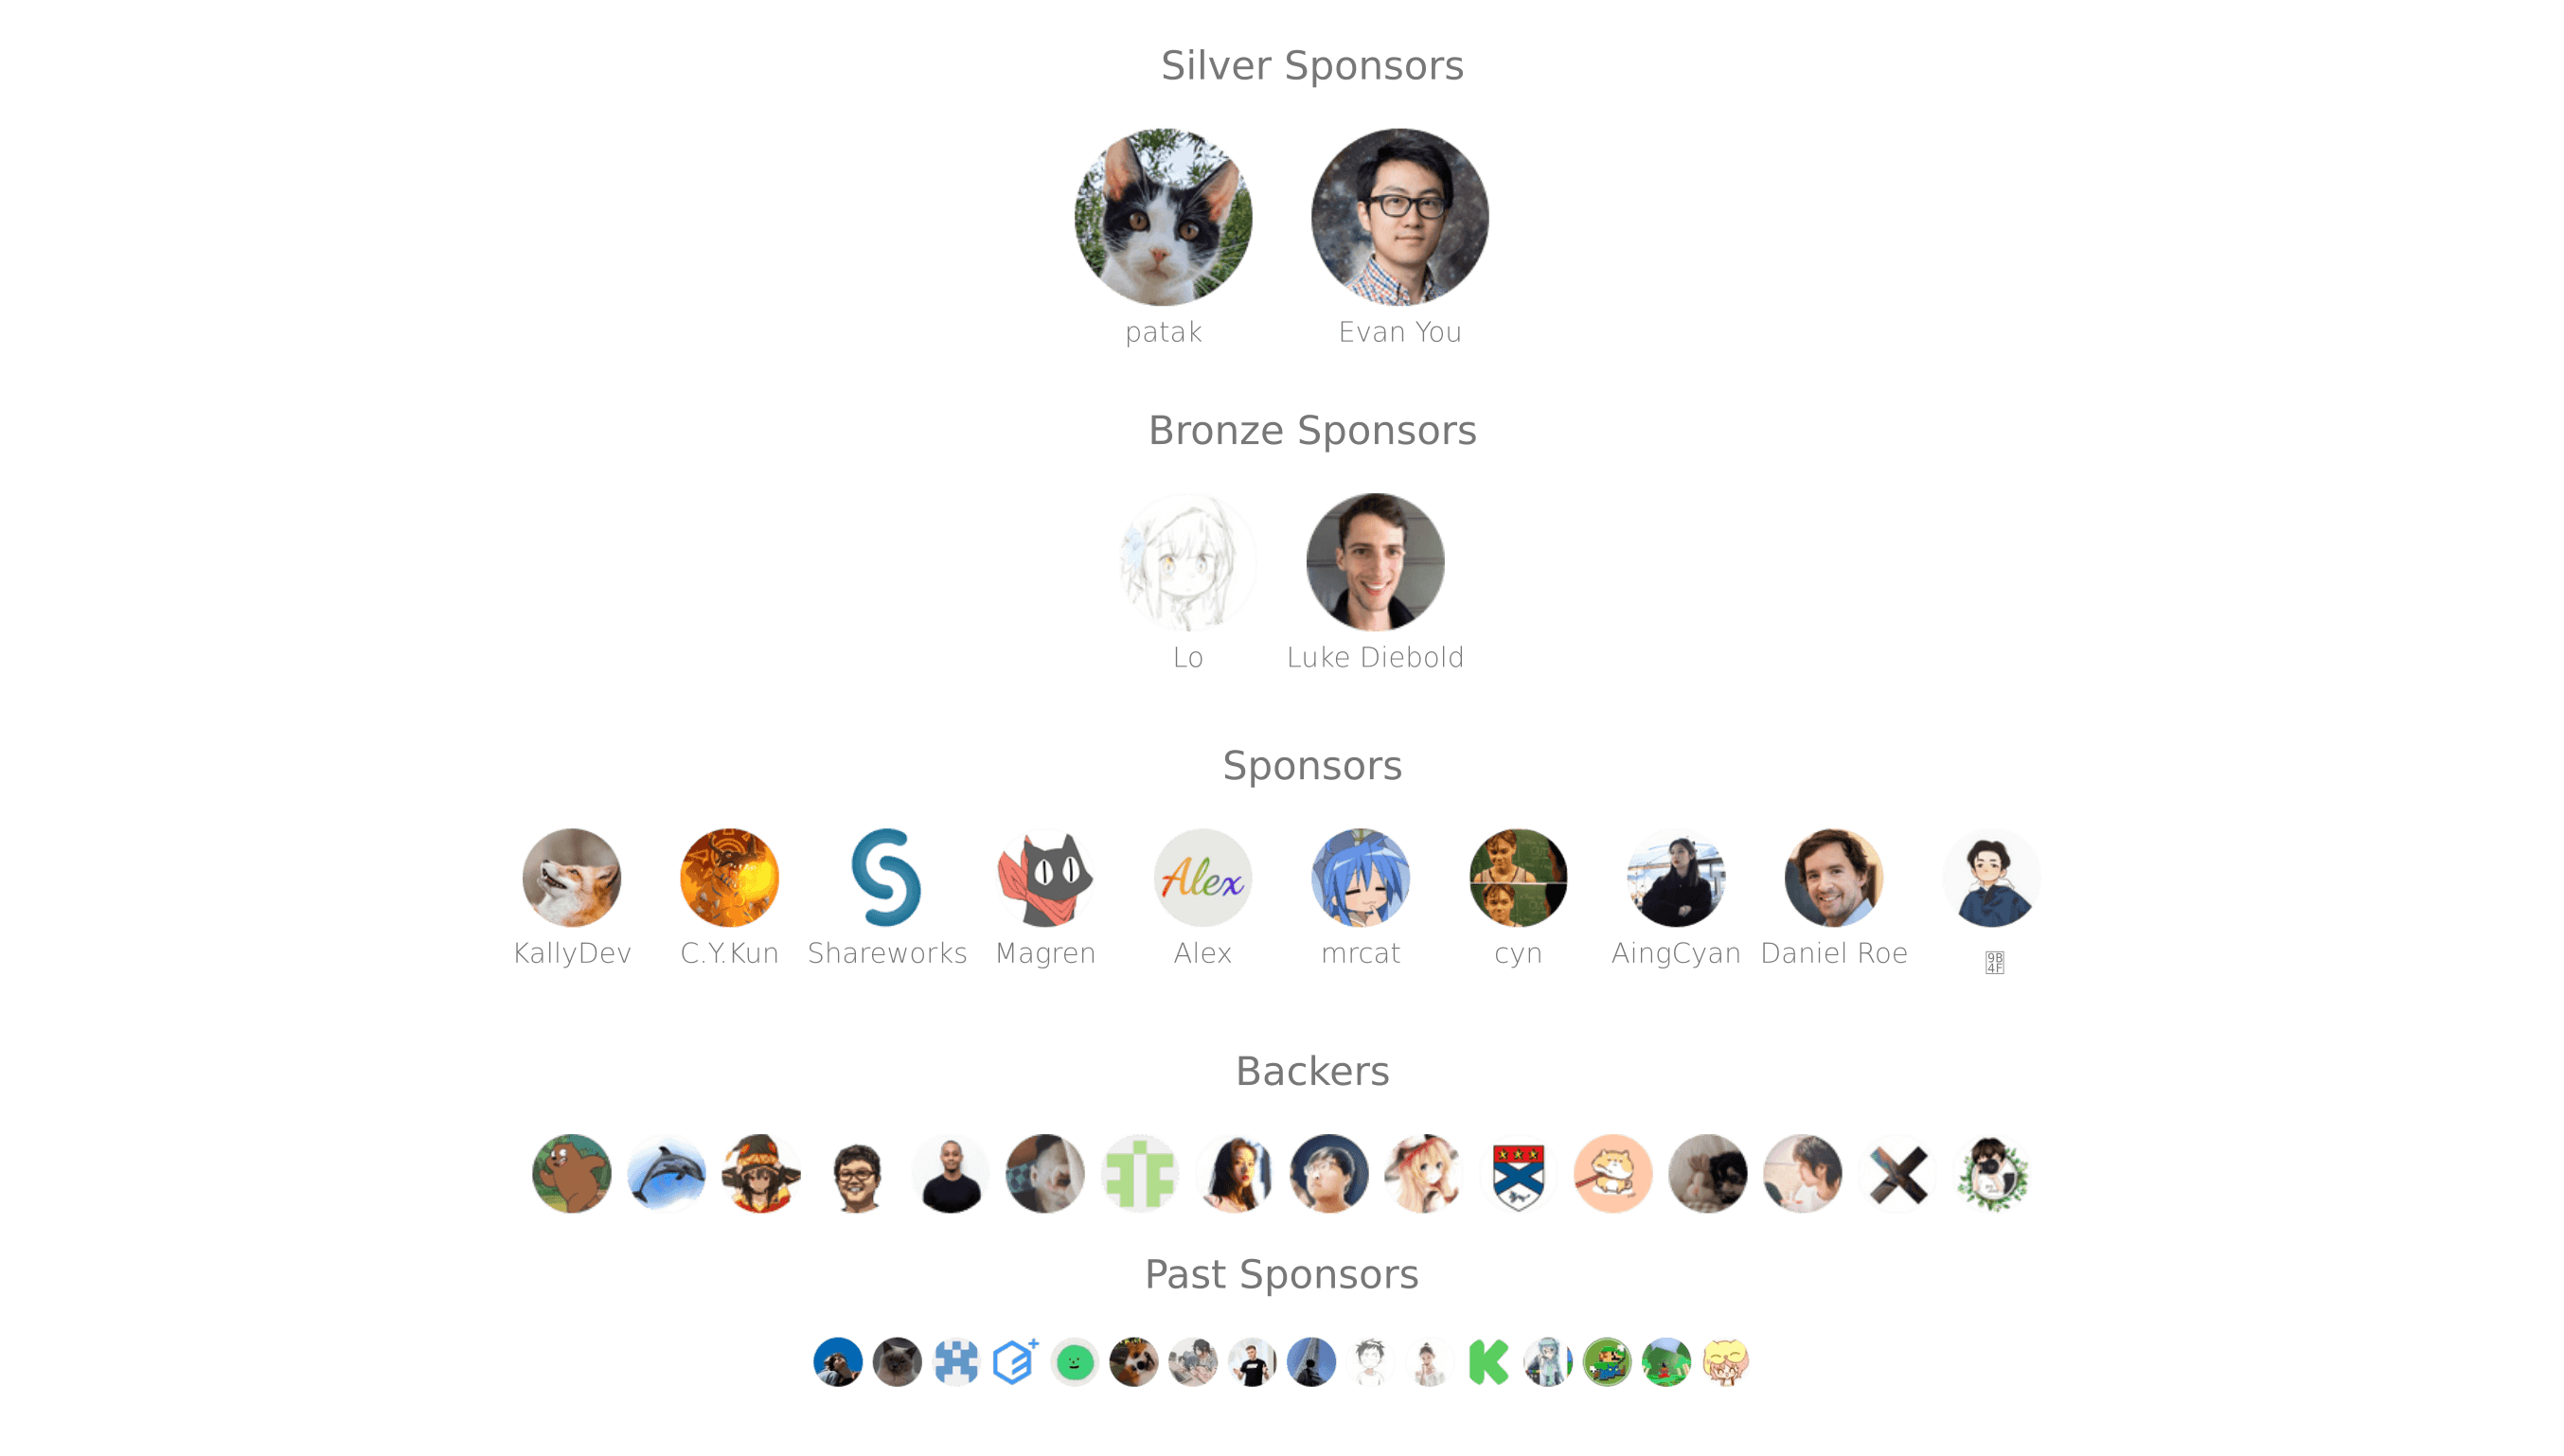 Silver Sponsors
patak
Evan You
Bronze Sponsors
Lo
Luke Diebold
Sponsors
Alex
KallyDev
C.Y.Kun
Shareworks
Magren
Alex
mrcat
cyn
AingCyan
Daniel Roe
Backers
Past Sponsors